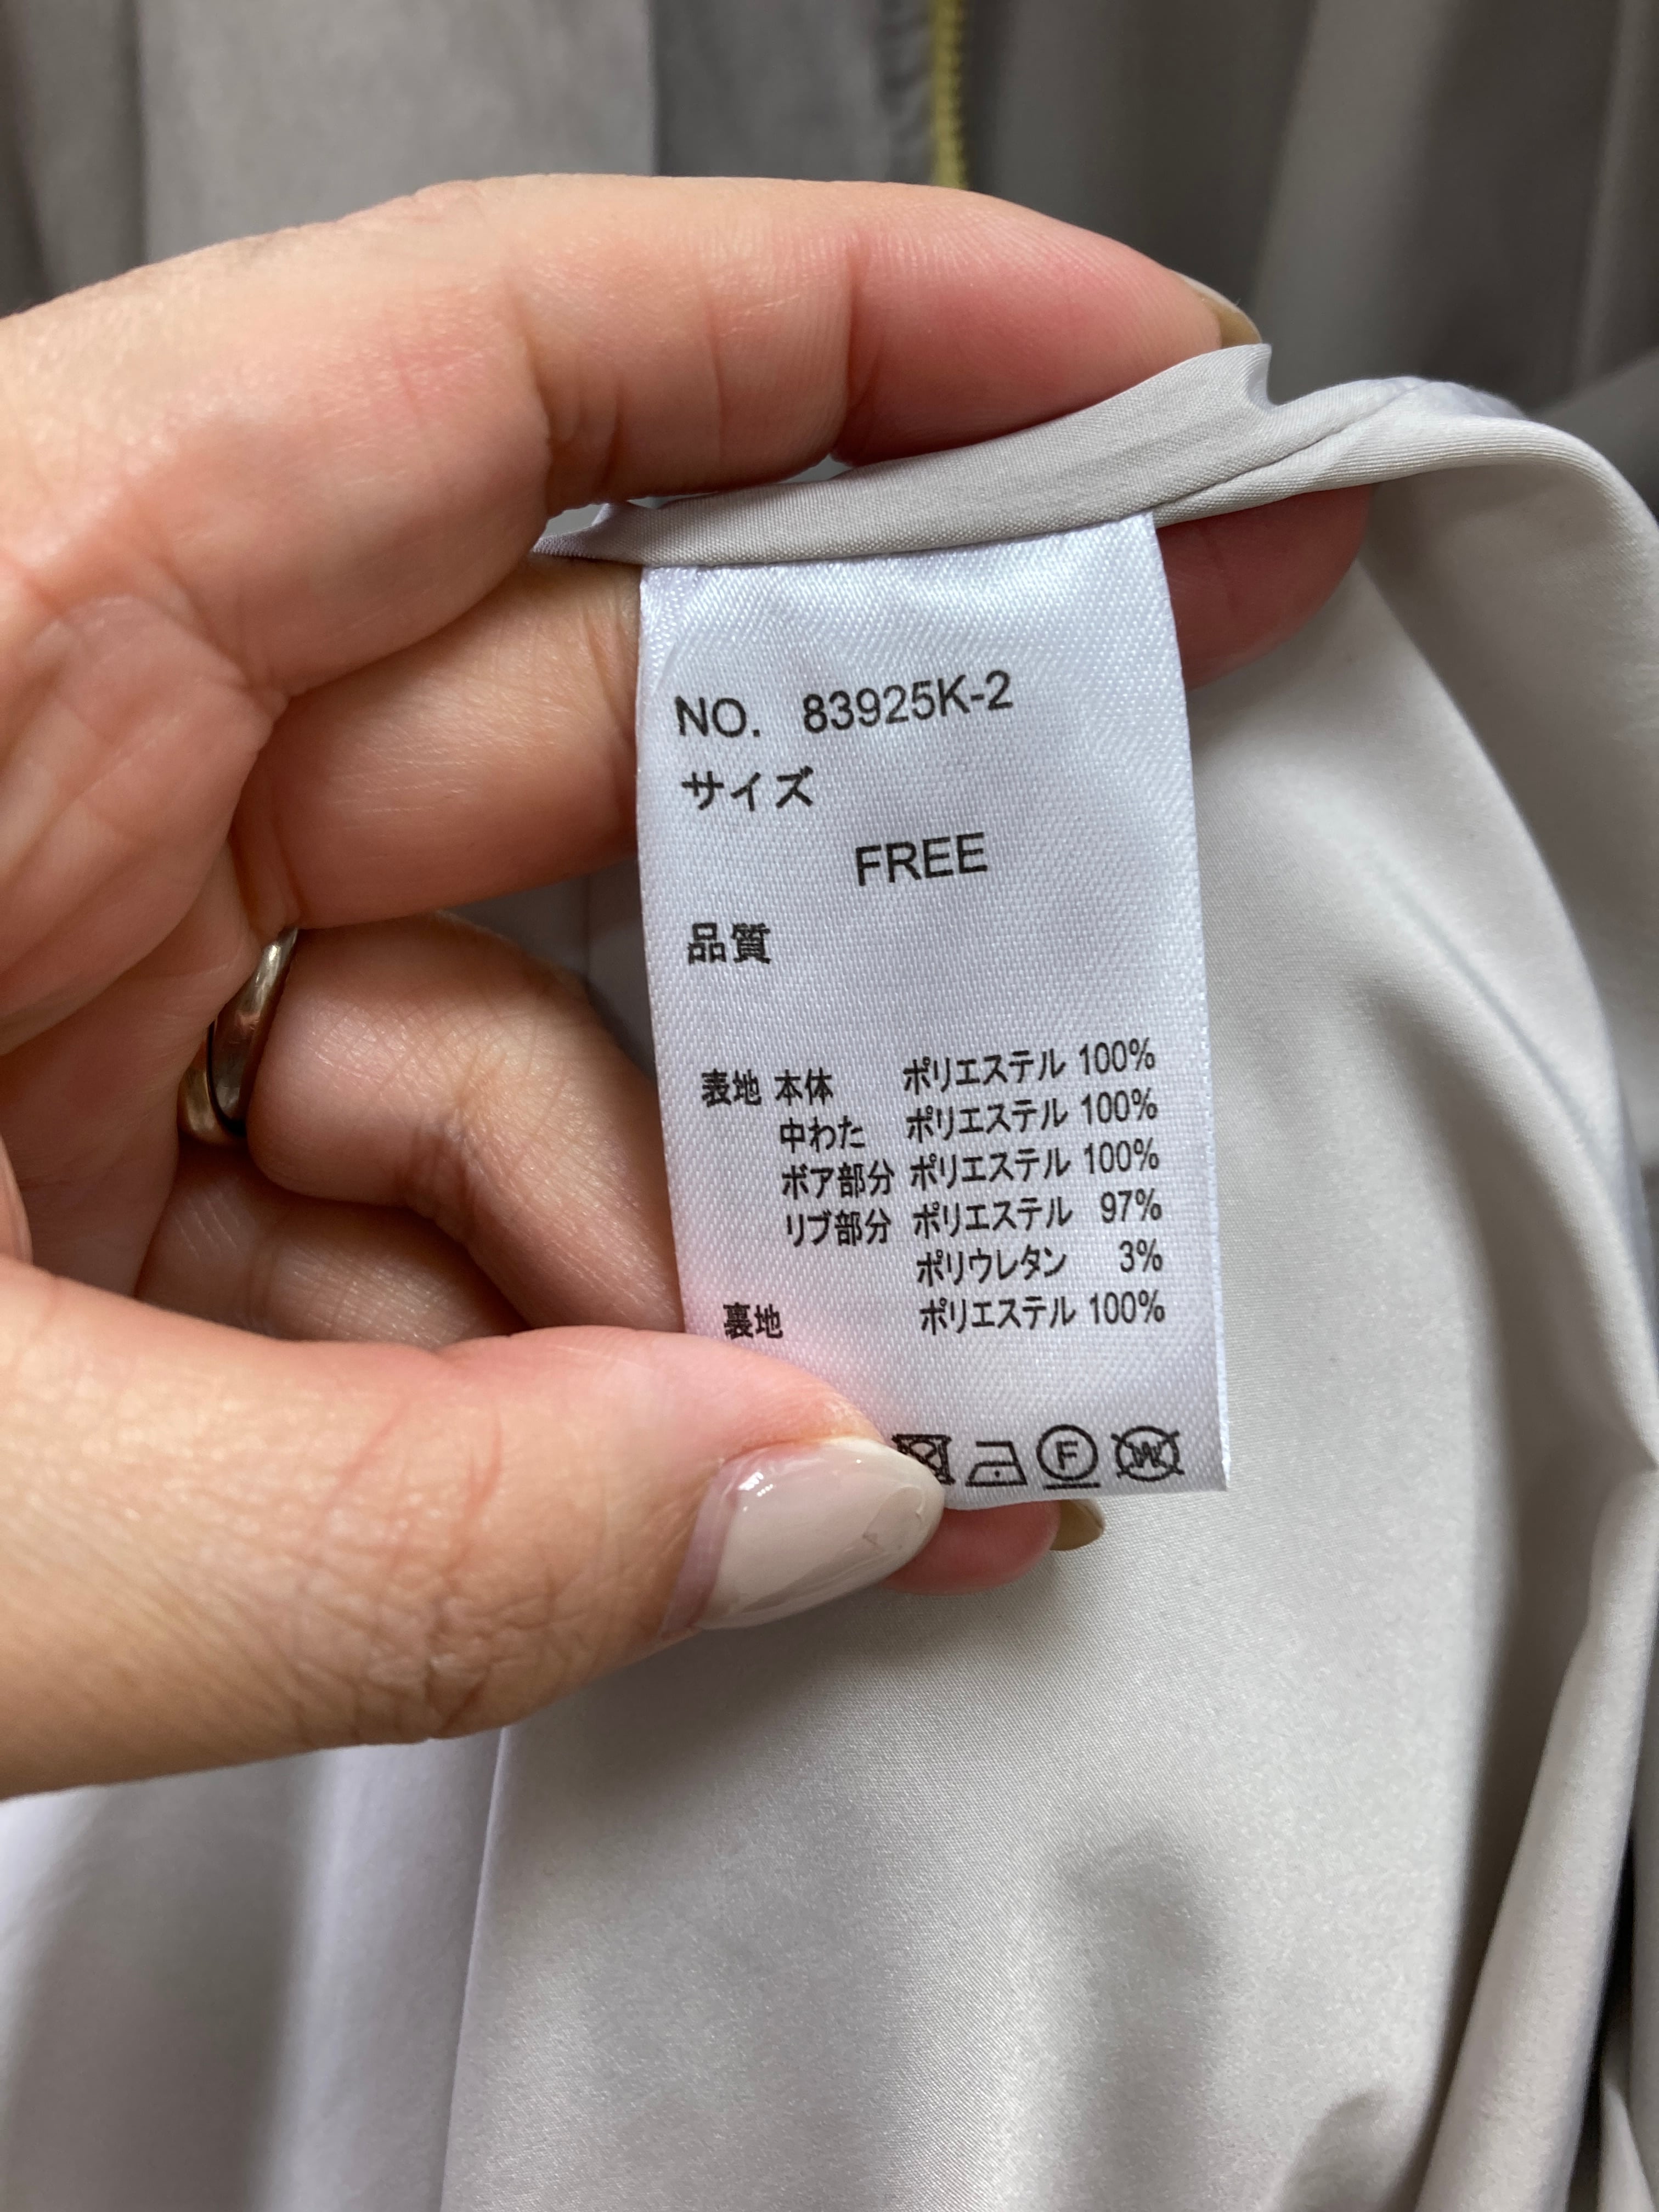 NO. 83925K-2
サイズ
FREE
品質
表地 本体 ポリエステル 100%
中わた ポリエステル 100%
ボア部分 ポリエステル 100%
リブ部分 ポリエステル 97%
ポリウレタン 3%
裏地 ポリエステル 100%
F W